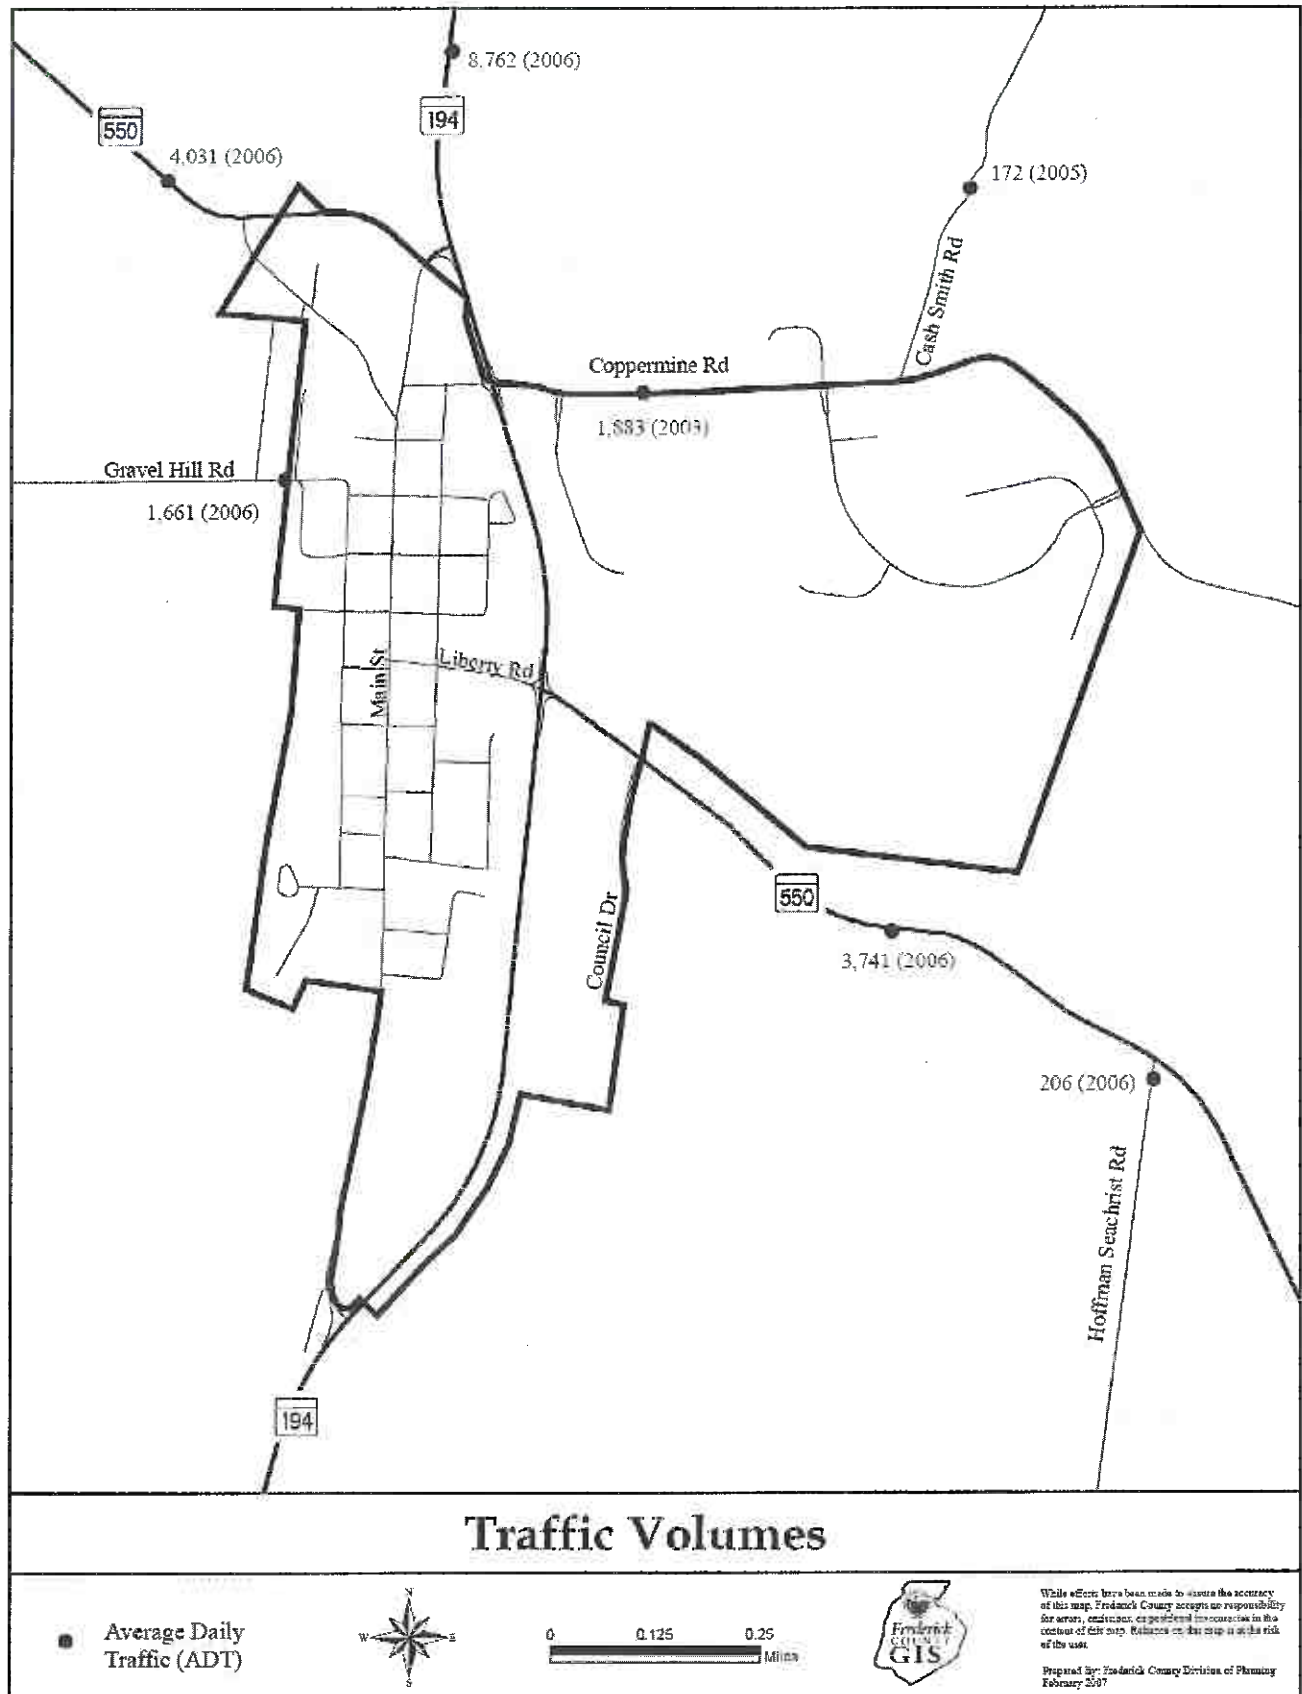 8,762 (2006)
194
550
4,031 (2006)
172 (2005)
Cash Smith Rd
Coppermine Rd
1,883 (2003)
Gravel Hill Rd
1,661 (2006)
Main St
Liberty Rd
550
Council Dr
3,741 (2006)
206 (2006)
Hoffman Seachrist Rd
194
Traffic Volumes
Average Daily
Traffic (ADT)
N
W E
S
0 0.125 0.25
Miles
Frederick
COUNTY
GIS
While efforts have been made to ensure the accuracy
of this map, Frederick County accepts no responsibility
for errors, omissions, or positional inaccuracies in the
content of this map. Reliance on this map is at the risk
of the user.
Prepared by: Frederick County Division of Planning
February 2007